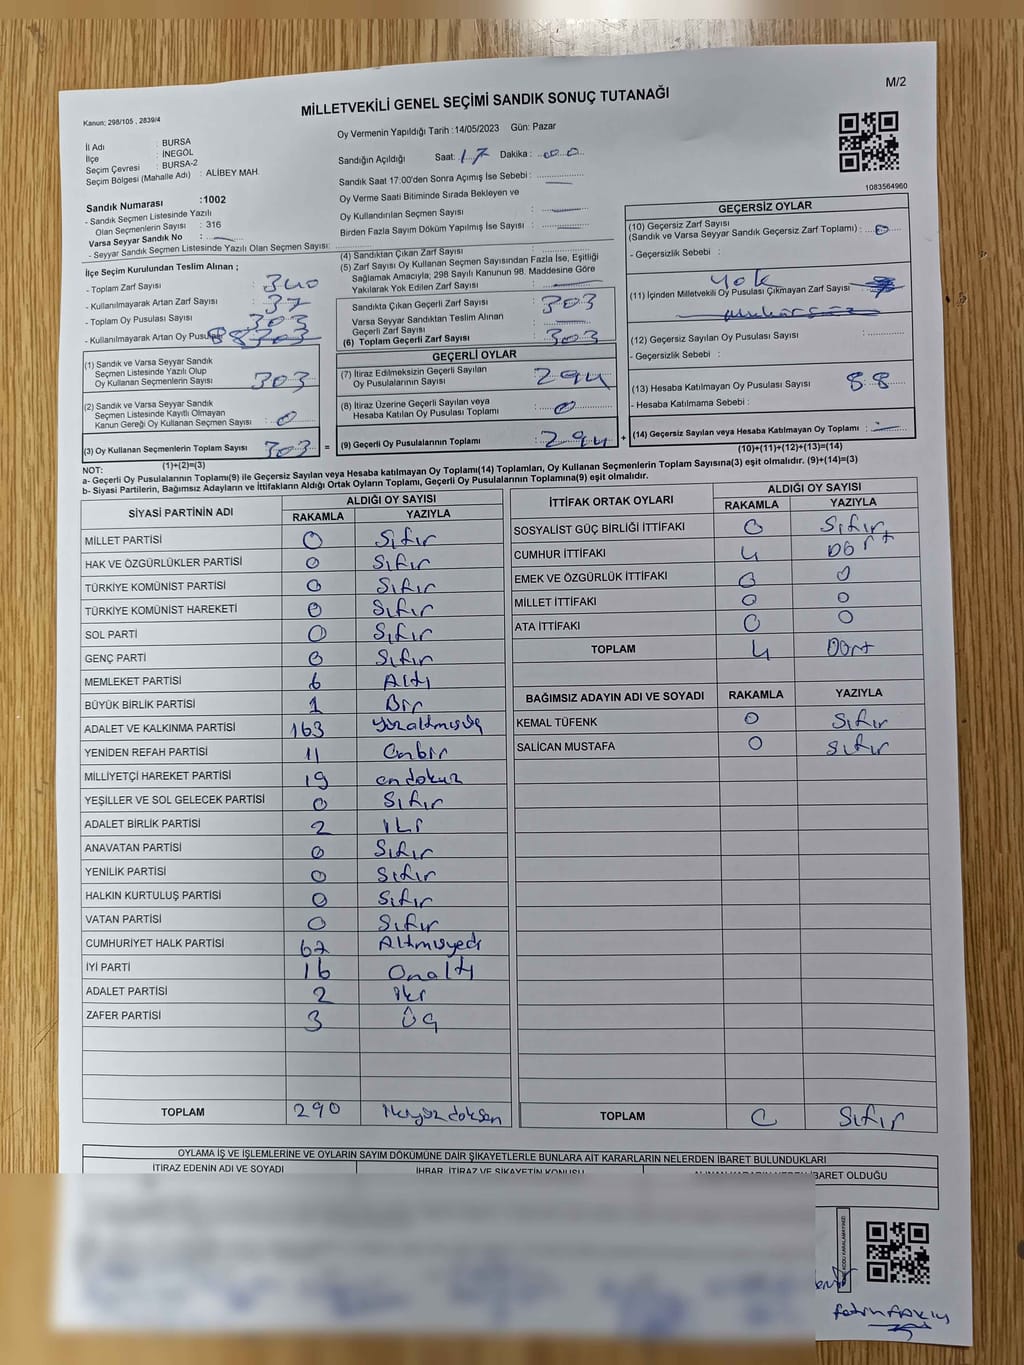 M/2
Kanun; 298/105 , 2839/4
MİLLETVEKİLİ GENEL SEÇİMİ SANDIK SONUÇ TUTANAĞI
İl Adı : BURSA
İlçe : İNEGÖL
Seçim Çevresi : BURSA-2
Seçim Bölgesi (Mahalle Adı) : ALİBEY MAH.
Sandık Numarası :1002
- Sandık Seçmen Listesinde Yazılı
Olan Seçmenlerin Sayısı : 316
Varsa Seyyar Sandık No :
- Seyyar Sandık Seçmen Listesinde Yazılı Olan Seçmen Sayısı:
İlçe Seçim Kurulundan Teslim Alınan ;
- Toplam Zarf Sayısı : 340
- Kullanılmayarak Artan Zarf Sayısı : 37
- Toplam Oy Pusulası Sayısı : 303
- Kullanılmayarak Artan Oy
(1) Sandık ve Varsa Seyyar Sandık
Seçmen Listesinde Yazılı Olup
Oy Kullanan Seçmenlerin Sayısı : 303
(2) Sandık ve Varsa Seyyar Sandık
Seçmen Listesinde Kayıtlı Olmayan
Kanun Gereği Oy Kullanan Seçmen Sayısı : 0
(3) Oy Kullanan Seçmenlerin Toplam Sayısı : 303 =
(1)+(2)=(3)
Oy Vermenin Yapıldığı Tarih :14/05/2023 Gün: Pazar
Sandığın Açıldığı Saat: 17 Dakika : 00
Sandık Saat 17:00'den Sonra Açımış İse Sebebi :
Oy Verme Saati Bitiminde Sırada Bekleyen ve
Oy Kullandırılan Seçmen Sayısı :
Birden Fazla Sayım Döküm Yapılmış İse Sayısı :
(4) Sandıktan Çıkan Zarf Sayısı :
(5) Zarf Sayısı Oy Kullanan Seçmen Sayısından Fazla İse, Eşitliği
Sağlamak Amacıyla; 298 Sayılı Kanunun 98. Maddesine Göre
Yakılarak Yok Edilen Zarf Sayısı :
Sandıkta Çıkan Geçerli Zarf Sayısı : 303
Varsa Seyyar Sandıktan Teslim Alınan
Geçerli Zarf Sayısı :
(6) Toplam Geçerli Zarf Sayısı : 303
GEÇERLİ OYLAR
(7) İtiraz Edilmeksizin Geçerli Sayılan
Oy Pusulasının Sayısı : 294
(8) İtiraz Üzerine Geçerli Sayılan veya
Hesaba Katılan Oy Pusulası Toplamı : 0
(9) Geçerli Oy Pusulalarının Toplamı : 294 +
1083564960
GEÇERSİZ OYLAR
(10) Geçersiz Zarf Sayısı
(Sandık ve Varsa Seyyar Sandık Geçersiz Zarf Toplamı) : 0
- Geçersizlik Sebebi :
yok
(11) İçinden Milletvekili Oy Pusulası Çıkmayan Zarf Sayısı :
(12) Geçersiz Sayılan Oy Pusulası Sayısı :
- Geçersizlik Sebebi :
(13) Hesaba Katılmayan Oy Pusulası Sayısı : 88
- Hesaba Katılmama Sebebi :
(14) Geçersiz Sayılan veya Hesaba Katılmayan Oy Toplamı :
(10)+(11)+(12)+(13)=(14)
NOT:
a- Geçerli Oy Pusulalarının Toplamı(9) ile Geçersiz Sayılan veya Hesaba katılmayan Oy Toplamı(14) Toplamları, Oy Kullanan Seçmenlerin Toplam Sayısına(3) eşit olmalıdır. (9)+(14)=(3)
b- Siyasi Partilerin, Bağımsız Adayların ve İttifakların Aldığı Ortak Oyların Toplamı, Geçerli Oy Pusulalarının Toplamına(9) eşit olmalıdır.
SİYASİ PARTİNİN ADI ALDIĞI OY SAYISI
RAKAMLA YAZIYLA
MİLLET PARTİSİ 0 Sıfır
HAK VE ÖZGÜRLÜKLER PARTİSİ 0 Sıfır
TÜRKİYE KOMÜNİST PARTİSİ 0 Sıfır
TÜRKİYE KOMÜNİST HAREKETİ 0 Sıfır
SOL PARTİ 0 Sıfır
GENÇ PARTİ 0 Sıfır
MEMLEKET PARTİSİ 6 Altı
BÜYÜK BİRLİK PARTİSİ 1 Bir
ADALET VE KALKINMA PARTİSİ 163 Yüzaltmışüç
YENİDEN REFAH PARTİSİ 11 Onbir
MİLLİYETÇİ HAREKET PARTİSİ 19 ondokuz
YEŞİLLER VE SOL GELECEK PARTİSİ 0 Sıfır
ADALET BİRLİK PARTİSİ 2 iki
ANAVATAN PARTİSİ 0 Sıfır
YENİLİK PARTİSİ 0 Sıfır
HALKIN KURTULUŞ PARTİSİ 0 Sıfır
VATAN PARTİSİ 0 Sıfır
CUMHURİYET HALK PARTİSİ 67 Altmışyedi
İYİ PARTİ 16 Onaltı
ADALET PARTİSİ 2 iki
ZAFER PARTİSİ 3 Üç
TOPLAM 290 ikiyüzdoksan
İTTİFAK ORTAK OYLARI ALDIĞI OY SAYISI
RAKAMLA YAZIYLA
SOSYALİST GÜÇ BİRLİĞİ İTTİFAKI 0 Sıfır
CUMHUR İTTİFAKI 4 Dört
EMEK VE ÖZGÜRLÜK İTTİFAKI 0 0
MİLLET İTTİFAKI 0 0
ATA İTTİFAKI 0 0
TOPLAM 4 Dört
BAĞIMSIZ ADAYIN ADI VE SOYADI RAKAMLA YAZIYLA
KEMAL TÜFENK 0 Sıfır
SALİCAN MUSTAFA 0 Sıfır
TOPLAM 0 Sıfır
OYLAMA İŞ VE İŞLEMLERİNE VE OYLARIN SAYIM DÖKÜMÜNE DAİR ŞİKAYETLERLE BUNLARA AİT KARARLARIN NELERDEN İBARET BULUNDUKLARI
İTİRAZ EDENİN ADI VE SOYADI İHBAR, İTİRAZ VE ŞİKAYETİN KONUSU İBARET OLDUĞU